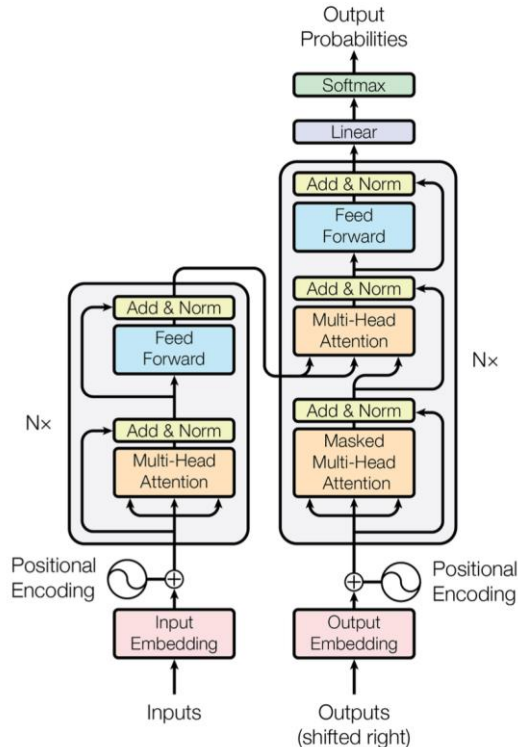 Output
Probabilities
Softmax
Linear
Add & Norm
Feed
Forward
Add & Norm
Multi-Head
Attention
Add & Norm
Masked
Multi-Head
Attention
Nx
Positional
Encoding
Output
Embedding
Outputs
(shifted right)
Add & Norm
Feed
Forward
Add & Norm
Multi-Head
Attention
Nx
Positional
Encoding
Input
Embedding
Inputs